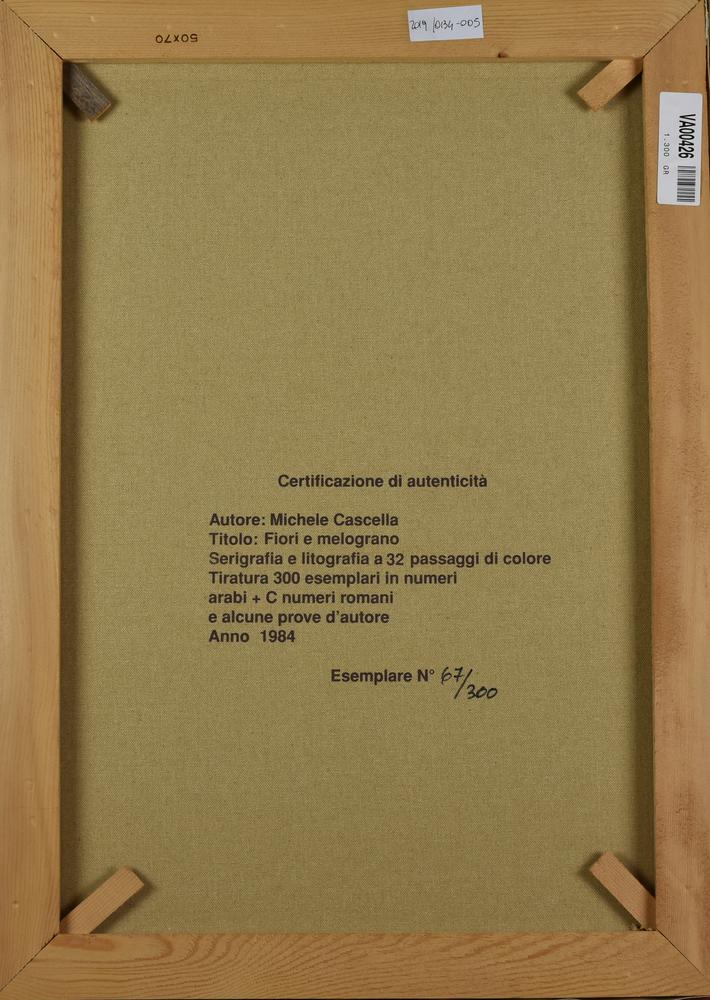 50x70
2019/0134-005
VA00426
1.300 GR
Certificazione di autenticità
Autore: Michele Cascella
Titolo: Fiori e melograno
Serigrafia e litografia a 32 passaggi di colore
Tiratura 300 esemplari in numeri
arabi + C numeri romani
e alcune prove d'autore
Anno 1984
Esemplare N° 67/300